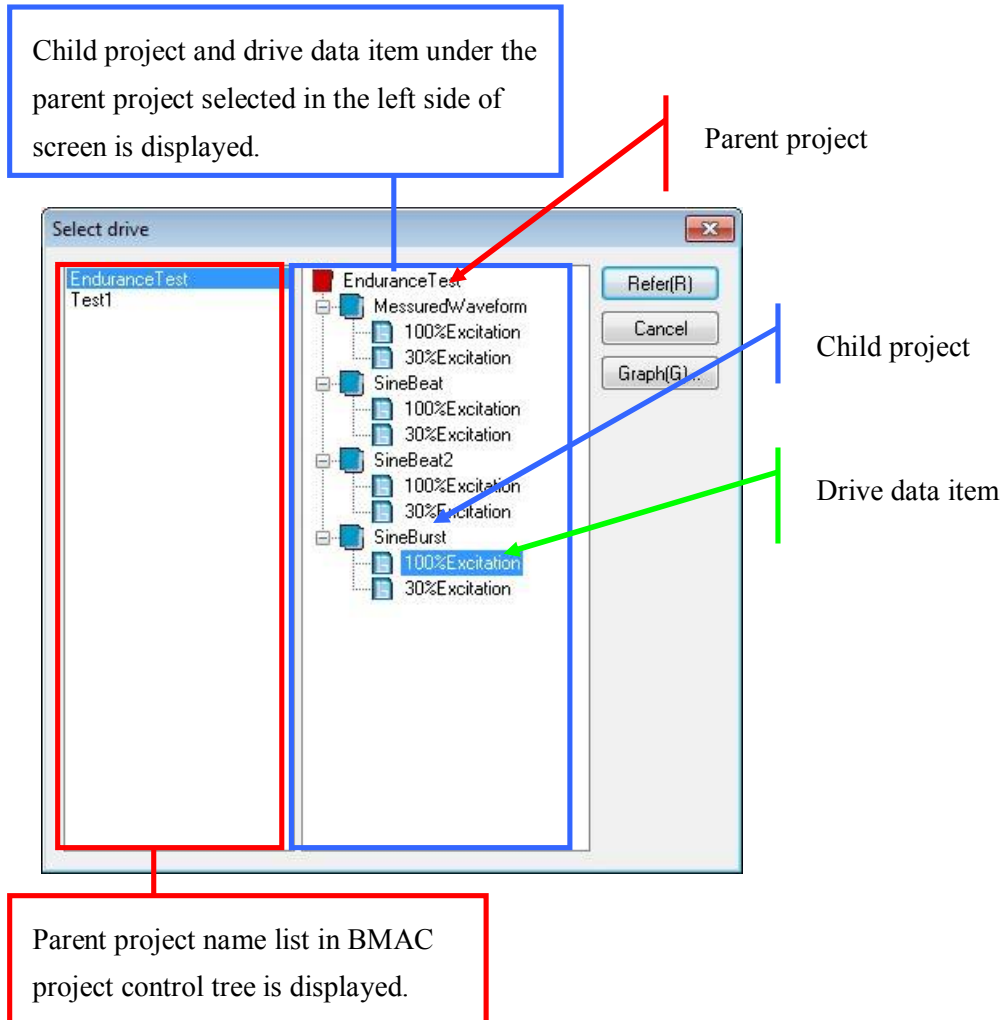 Child project and drive data item under the
parent project selected in the left side of
screen is displayed.
Parent project
Select drive
EnduranceTest
Test1
EnduranceTest
MessuredWaveform
100%Excitation
30%Excitation
SineBeat
100%Excitation
30%Excitation
SineBeat2
100%Excitation
30%Excitation
SineBurst
100%Excitation
30%Excitation
Refer(R)
Cancel
Graph(G)...
Child project
Drive data item
Parent project name list in BMAC
project control tree is displayed.